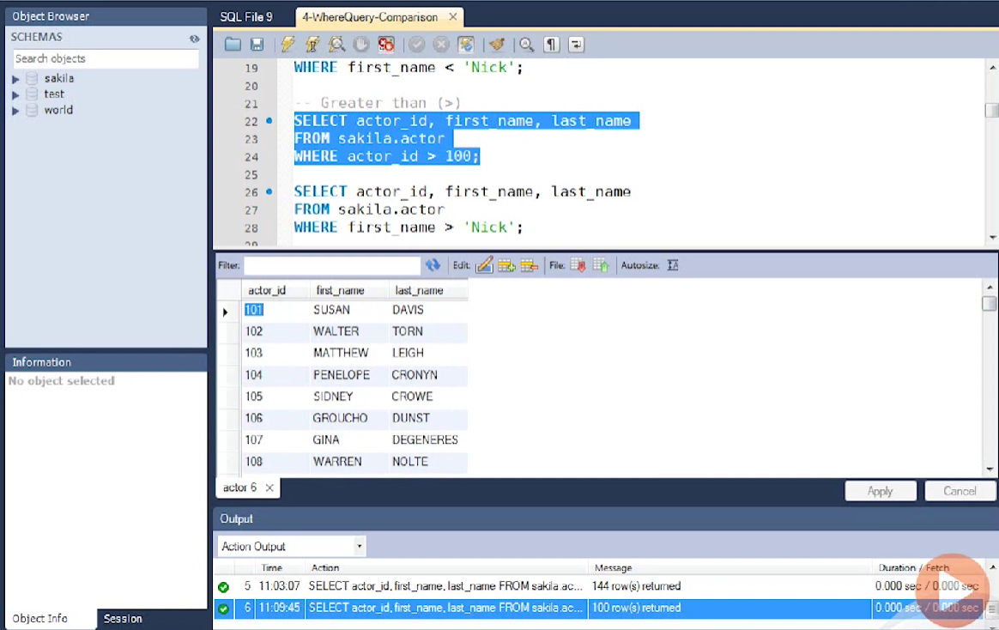 Object Browser
SCHEMAS
Search objects
sakila
test
world
Information
No object selected
Object Info
Session
SQL File 9
4-WhereQuery-Comparison
19 WHERE first_name < 'Nick';
20
21 -- Greater than (>)
22 SELECT actor_id, first_name, last_name
23 FROM sakila.actor
24 WHERE actor_id > 100;
25
26 SELECT actor_id, first_name, last_name
27 FROM sakila.actor
28 WHERE first_name > 'Nick';
29
Filter: Edit: File: Autosize:
actor_id first_name last_name
101 SUSAN DAVIS
102 WALTER TORN
103 MATTHEW LEIGH
104 PENELOPE CRONYN
105 SIDNEY CROWE
106 GROUCHO DUNST
107 GINA DEGENERES
108 WARREN NOLTE
actor 6
Apply Cancel
Output
Action Output
Time Action Message Duration / Fetch
5 11:03:07 SELECT actor_id, first_name, last_name FROM sakila.ac... 144 row(s) returned 0.000 sec / 0.000 sec
6 11:09:45 SELECT actor_id, first_name, last_name FROM sakila.ac... 100 row(s) returned 0.000 sec / 0.000 sec